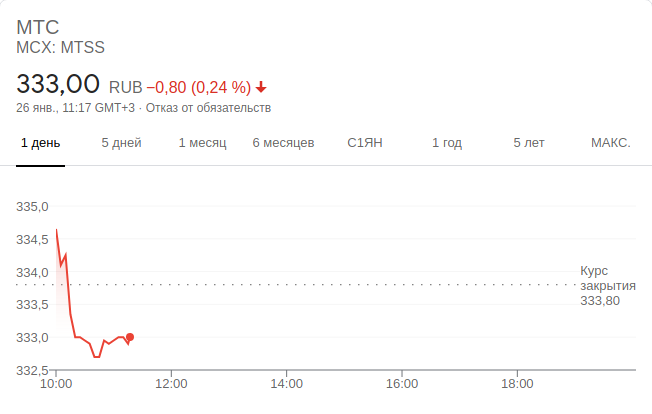 МТС
MCX: MTSS
333,00 RUB −0,80 (0,24 %)
26 янв., 11:17 GMT+3 · Отказ от обязательств
1 день 5 дней 1 месяц 6 месяцев С1ЯН 1 год 5 лет МАКС.
335,0
334,5
334,0
333,5
333,0
332,5
Курс
закрытия
333,80
10:00 12:00 14:00 16:00 18:00